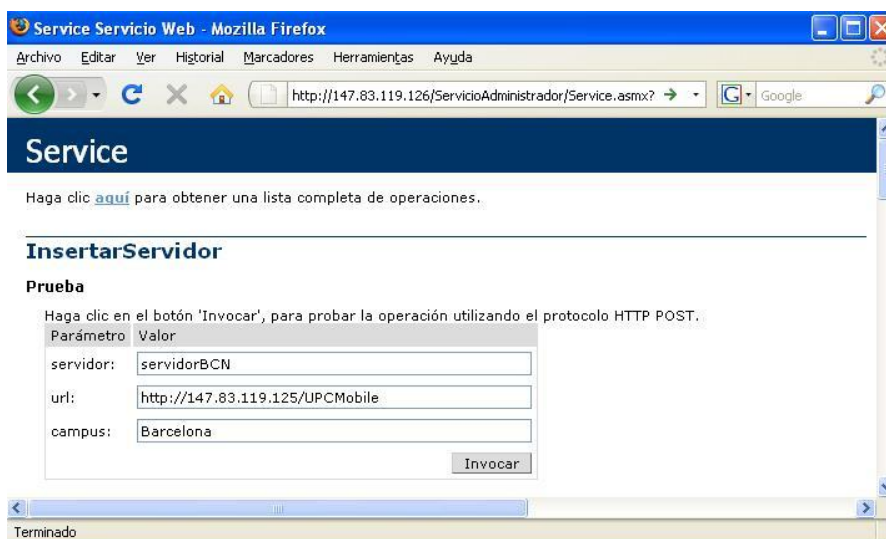 Service Servicio Web - Mozilla Firefox
Archivo Editar Ver Historial Marcadores Herramientas Ayuda
http://147.83.119.126/ServicioAdministrador/Service.asmx? G Google
Service
Haga clic aquí para obtener una lista completa de operaciones.
InsertarServidor
Prueba
Haga clic en el botón 'Invocar', para probar la operación utilizando el protocolo HTTP POST.
Parámetro Valor
servidor: servidorBCN
url: http://147.83.119.125/UPCMobile
campus: Barcelona
Invocar
Terminado